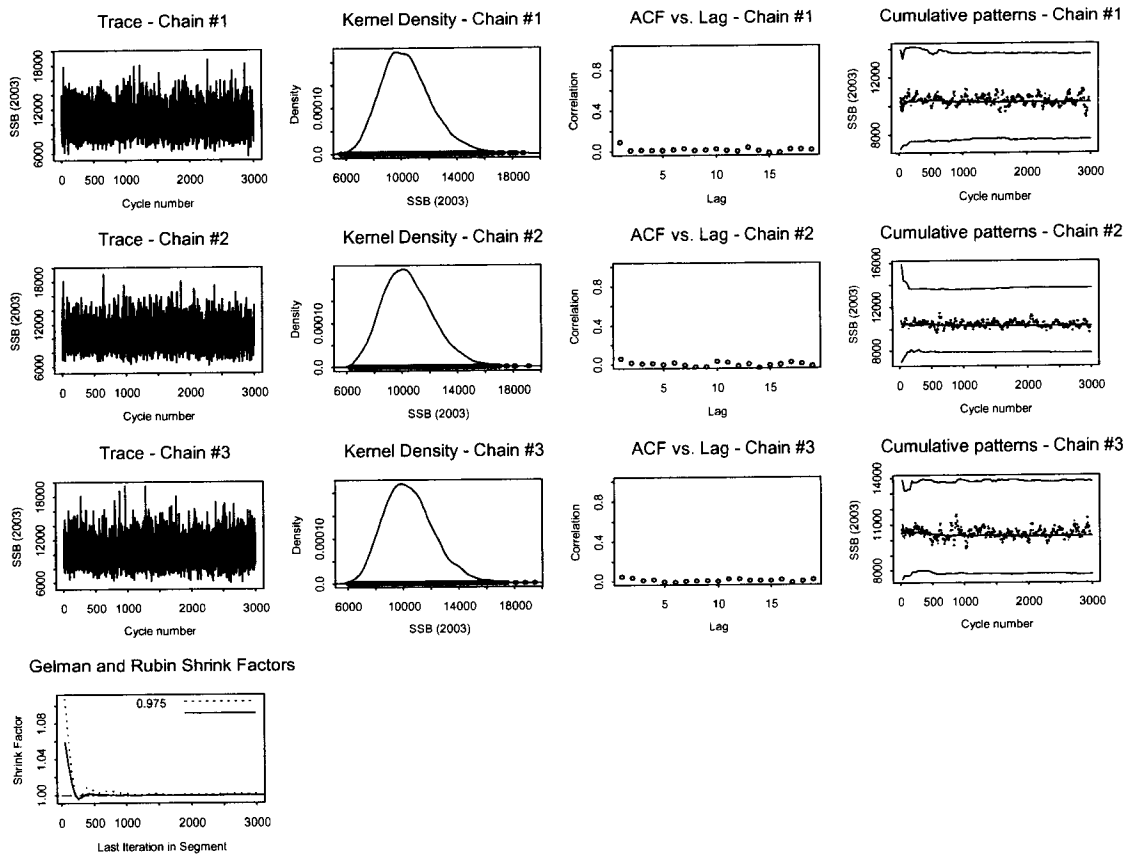 Trace - Chain #1
SSB (2003)
6000 12000 18000
0 500 1000 2000 3000
Cycle number
Kernel Density - Chain #1
Density
0.0 0.00010
6000 10000 14000 18000
SSB (2003)
ACF vs. Lag - Chain #1
Correlation
0.0 0.4 0.8
5 10 15
Lag
Cumulative patterns - Chain #1
SSB (2003)
8000 12000
0 500 1000 2000 3000
Cycle number
Trace - Chain #2
SSB (2003)
6000 12000 18000
0 500 1000 2000 3000
Cycle number
Kernel Density - Chain #2
Density
0.0 0.00010
6000 10000 14000 18000
SSB (2003)
ACF vs. Lag - Chain #2
Correlation
0.0 0.4 0.8
5 10 15
Lag
Cumulative patterns - Chain #2
SSB (2003)
8000 12000 16000
0 500 1000 2000 3000
Cycle number
Trace - Chain #3
SSB (2003)
6000 12000 18000
0 500 1000 2000 3000
Cycle number
Kernel Density - Chain #3
Density
0.0 0.00010
6000 10000 14000 18000
SSB (2003)
ACF vs. Lag - Chain #3
Correlation
0.0 0.4 0.8
5 10 15
Lag
Cumulative patterns - Chain #3
SSB (2003)
8000 11000 14000
0 500 1000 2000 3000
Cycle number
Gelman and Rubin Shrink Factors
Shrink Factor
1.00 1.04 1.08
0.975
0 500 1000 2000 3000
Last Iteration in Segment